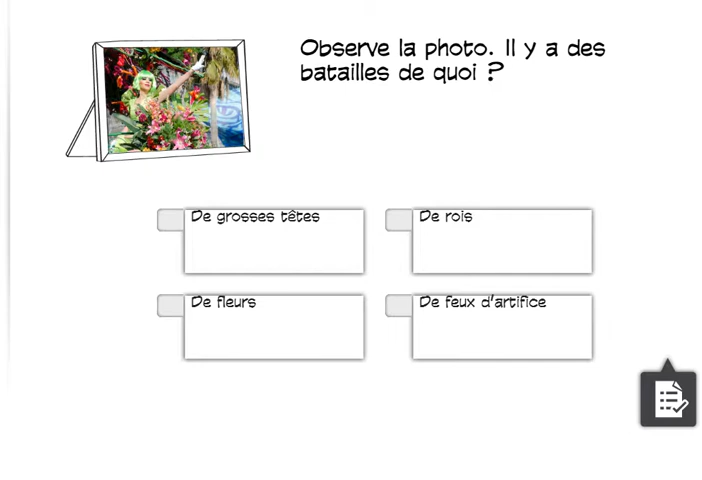 Observe la photo. Il y a des
batailles de quoi ?
De grosses têtes
De rois
De fleurs
De feux d'artifice